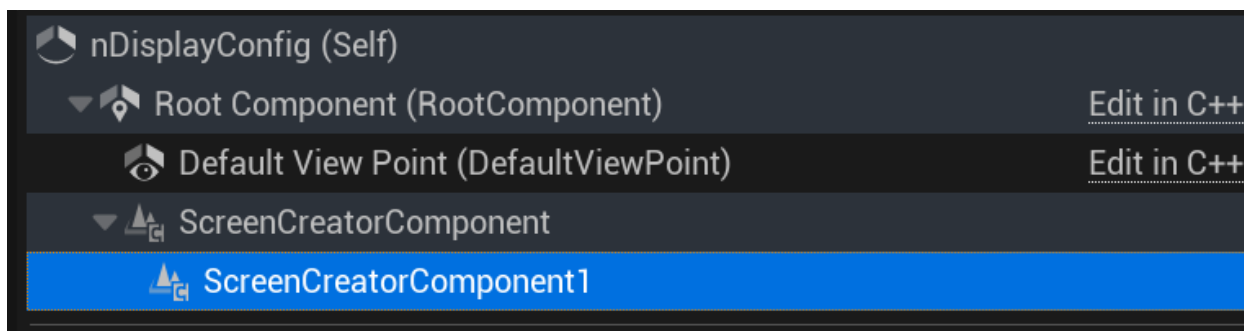 nDisplayConfig (Self)
Root Component (RootComponent) Edit in C++
Default View Point (DefaultViewPoint) Edit in C++
ScreenCreatorComponent
ScreenCreatorComponent1